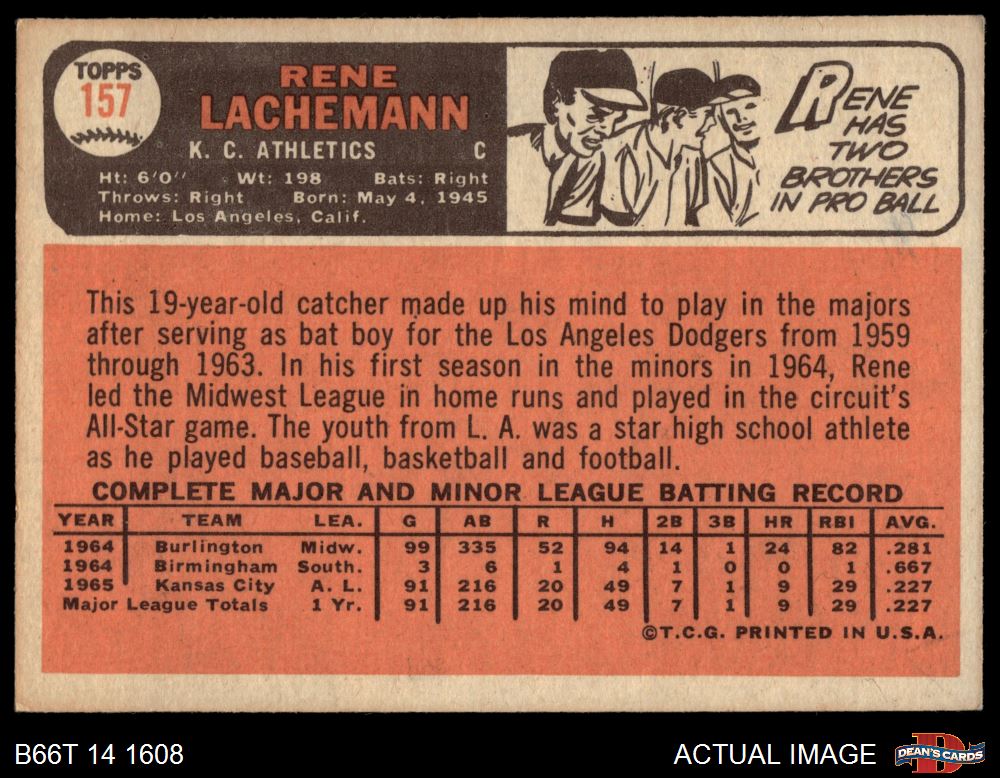 TOPPS
157
RENE
LACHEMANN
K. C. ATHLETICS C
Ht: 6'0" Wt: 198 Bats: Right
Throws: Right Born: May 4, 1945
Home: Los Angeles, Calif.
RENE
HAS
TWO
BROTHERS
IN PRO BALL
This 19-year-old catcher made up his mind to play in the majors
after serving as bat boy for the Los Angeles Dodgers from 1959
through 1963. In his first season in the minors in 1964, Rene
led the Midwest League in home runs and played in the circuit's
All-Star game. The youth from L. A. was a star high school athlete
as he played baseball, basketball and football.
COMPLETE MAJOR AND MINOR LEAGUE BATTING RECORD
YEAR TEAM LEA. G AB R H 2B 3B HR RBI AVG.
1964 Burlington Midw. 99 335 52 94 14 1 24 82 .281
1964 Birmingham South. 3 6 1 4 1 0 0 1 .667
1965 Kansas City A. L. 91 216 20 49 7 1 9 29 .227
Major League Totals 1 Yr. 91 216 20 49 7 1 9 29 .227
©T.C.G. PRINTED IN U.S.A.
B66T 14 1608
ACTUAL IMAGE
DEAN'S CARDS